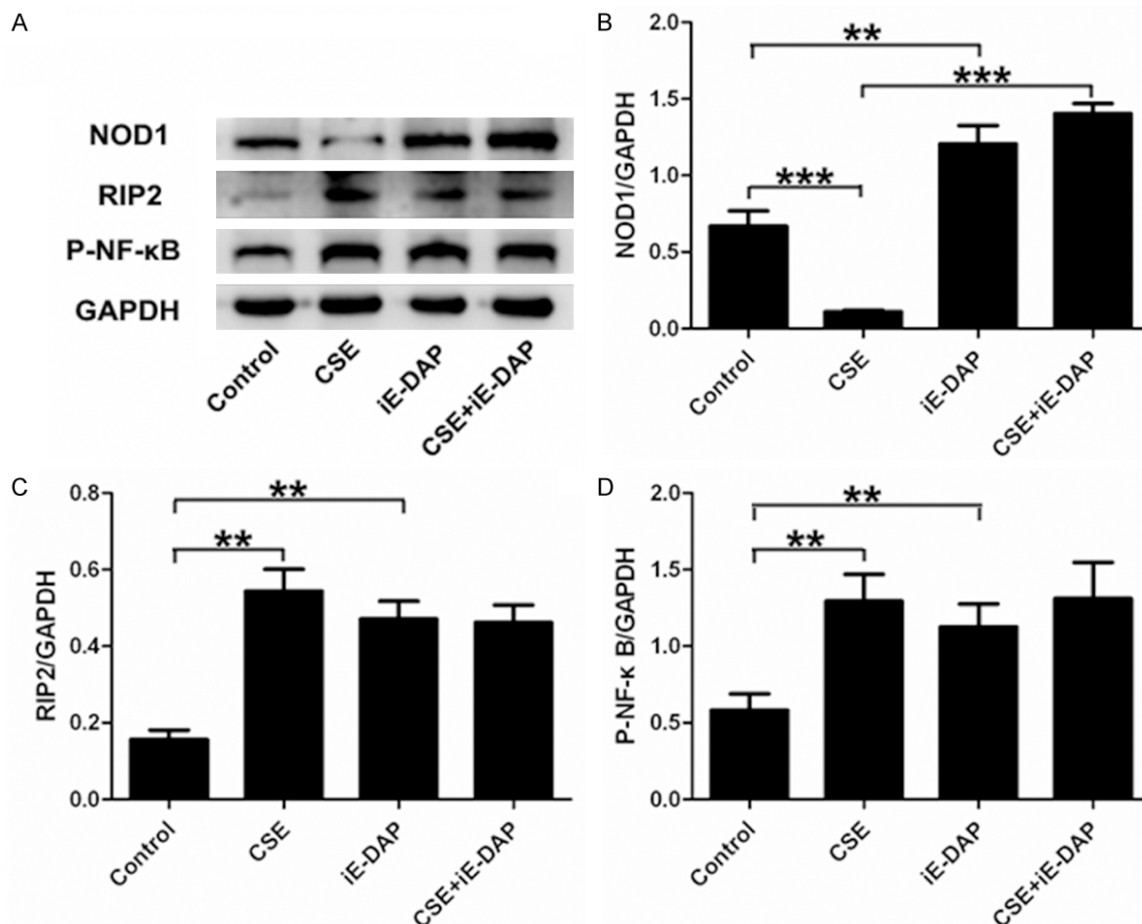 A
NOD1
RIP2
P-NF-κB
GAPDH
Control
CSE
iE-DAP
CSE+iE-DAP
B
NOD1/GAPDH
2.0
1.5
1.0
0.5
0.0
**
***
***
Control
CSE
iE-DAP
CSE+iE-DAP
C
RIP2/GAPDH
0.8
0.6
0.4
0.2
0.0
**
**
Control
CSE
iE-DAP
CSE+iE-DAP
D
P-NF-κ B/GAPDH
2.0
1.5
1.0
0.5
0.0
**
**
Control
CSE
iE-DAP
CSE+iE-DAP